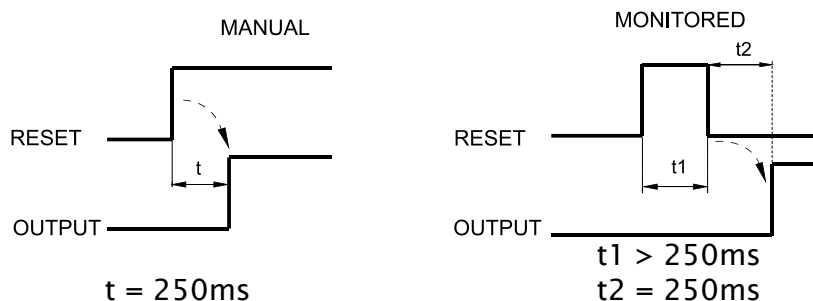 MANUAL
RESET
t
OUTPUT
t = 250ms
MONITORED
t2
RESET
t1
OUTPUT
t1 > 250ms
t2 = 250ms